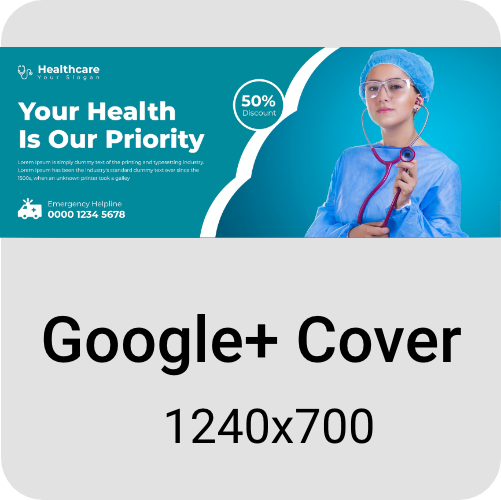 Healthcare
Your Slogan
Your Health
Is Our Priority
50%
Discount
Lorem Ipsum is simply dummy text of the printing and typesetting industry.
Lorem Ipsum has been the industry's standard dummy text ever since the
1500s, when an unknown printer took a galley
Emergency Helpline
0000 1234 5678
Google+ Cover
1240x700